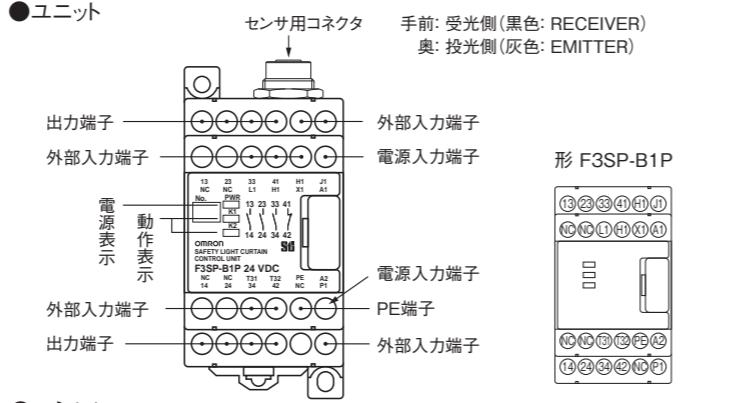 ●ユニット
センサ用コネクタ
手前: 受光側(黒色: RECEIVER)
奥: 投光側(灰色: EMITTER)
出力端子
外部入力端子
外部入力端子
電源入力端子
13 23 33 41 H1 J1
NC NC L1 H1 X1 A1
No.
PWR
K1
K2
13 23 33 41
14 24 34 42
電源表示
動作表示
OMRON
SAFETY LIGHT CURTAIN
CONTROL UNIT
F3SP-B1P 24 VDC
NC NC T31 T32 PE A2
14 24 34 42 NC P1
電源入力端子
外部入力端子
PE端子
出力端子
外部入力端子
形 F3SP-B1P
13 23 33 41 H1 J1
NC NC L1 H1 X1 A1
NC NC T31 T32 PE A2
14 24 34 42 NC P1